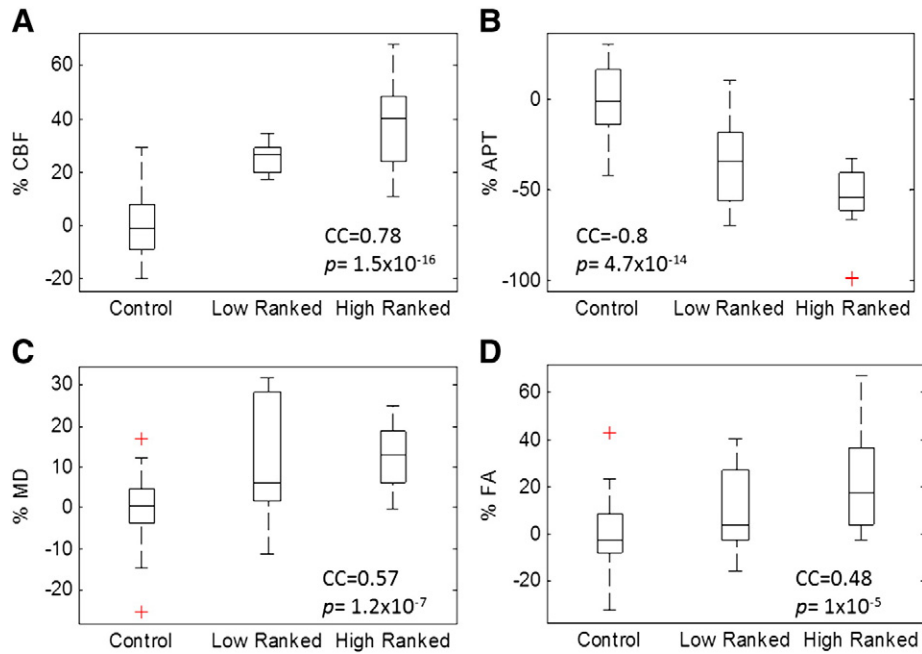 A
% CBF
60
40
20
0
-20
CC=0.78
p= 1.5x10-16
Control Low Ranked High Ranked
B
% APT
0
-50
-100
CC=-0.8
p= 4.7x10-14
Control Low Ranked High Ranked
C
% MD
30
20
10
0
-10
-20
CC=0.57
p= 1.2x10-7
Control Low Ranked High Ranked
D
% FA
60
40
20
0
-20
CC=0.48
p= 1x10-5
Control Low Ranked High Ranked